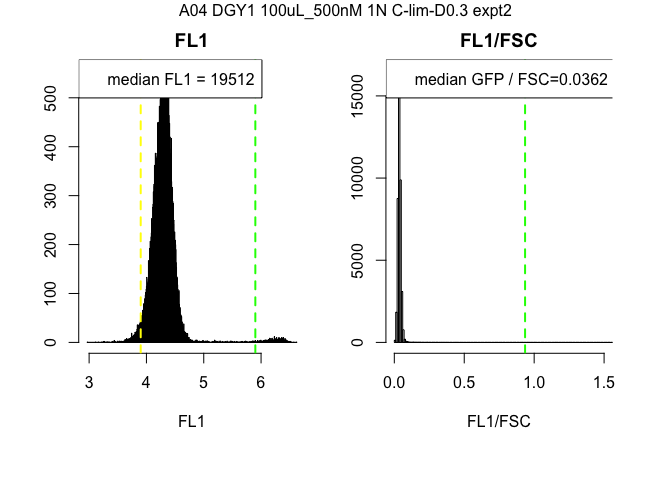 A04 DGY1 100uL_500nM 1N C-lim-D0.3 expt2
FL1
median FL1 = 19512
500
400
300
200
100
0
3 4 5 6
FL1
FL1/FSC
median GFP / FSC=0.0362
15000
10000
5000
0
0.0 0.5 1.0 1.5
FL1/FSC